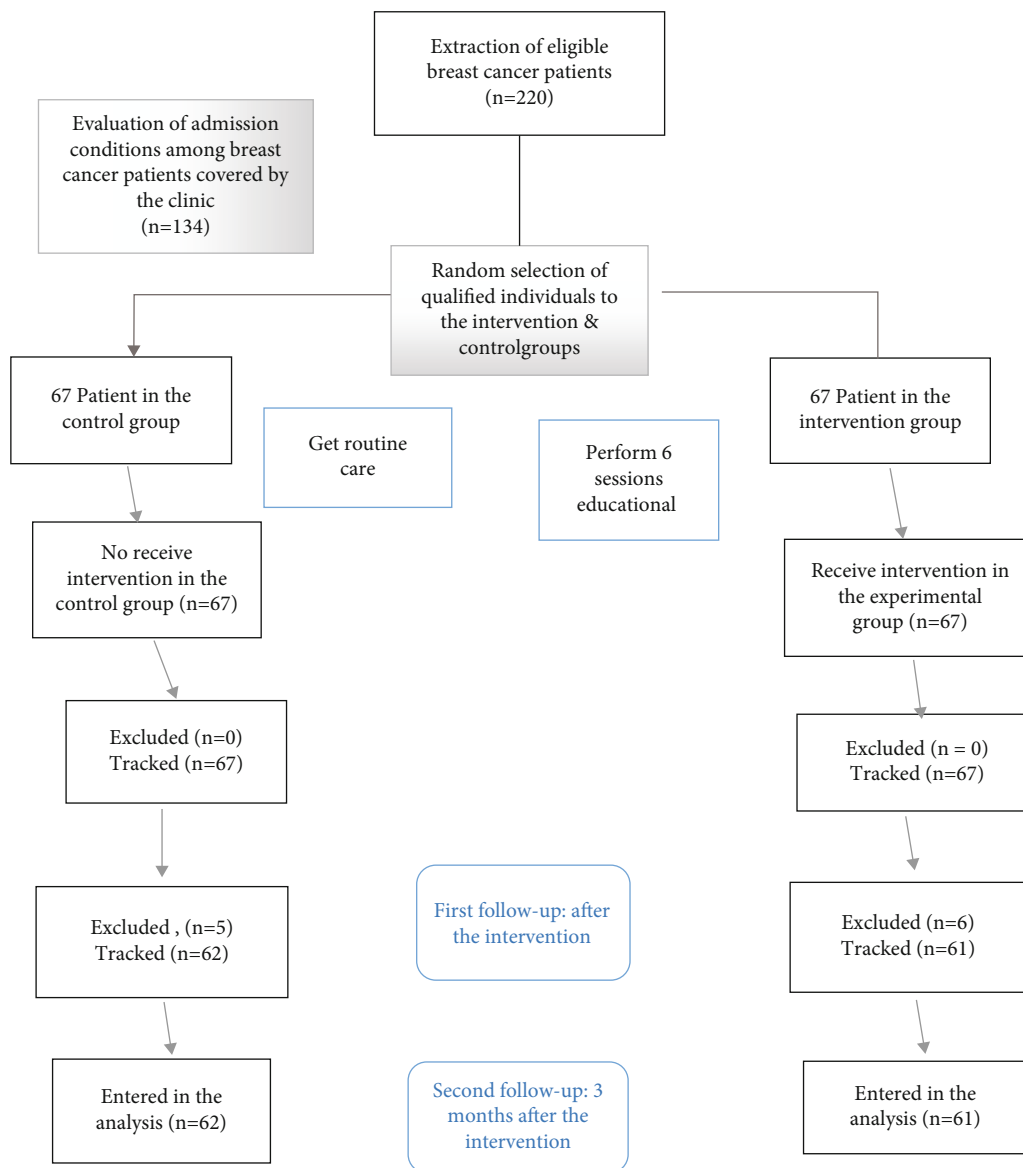 Extraction of eligible
breast cancer patients
(n=220)
Evaluation of admission
conditions among breast
cancer patients covered by
the clinic
(n=134)
Random selection of
qualified individuals to
the intervention &
controlgroups
67 Patient in the
control group
67 Patient in the
intervention group
Get routine
care
Perform 6
sessions
educational
No receive
intervention in the
control group (n=67)
Receive intervention in
the experimental
group (n=67)
Excluded (n=0)
Tracked (n=67)
Excluded (n = 0)
Tracked (n=67)
Excluded , (n=5)
Tracked (n=62)
First follow-up: after
the intervention
Excluded (n=6)
Tracked (n=61)
Entered in the
analysis (n=62)
Second follow-up: 3
months after the
intervention
Entered in the
analysis (n=61)